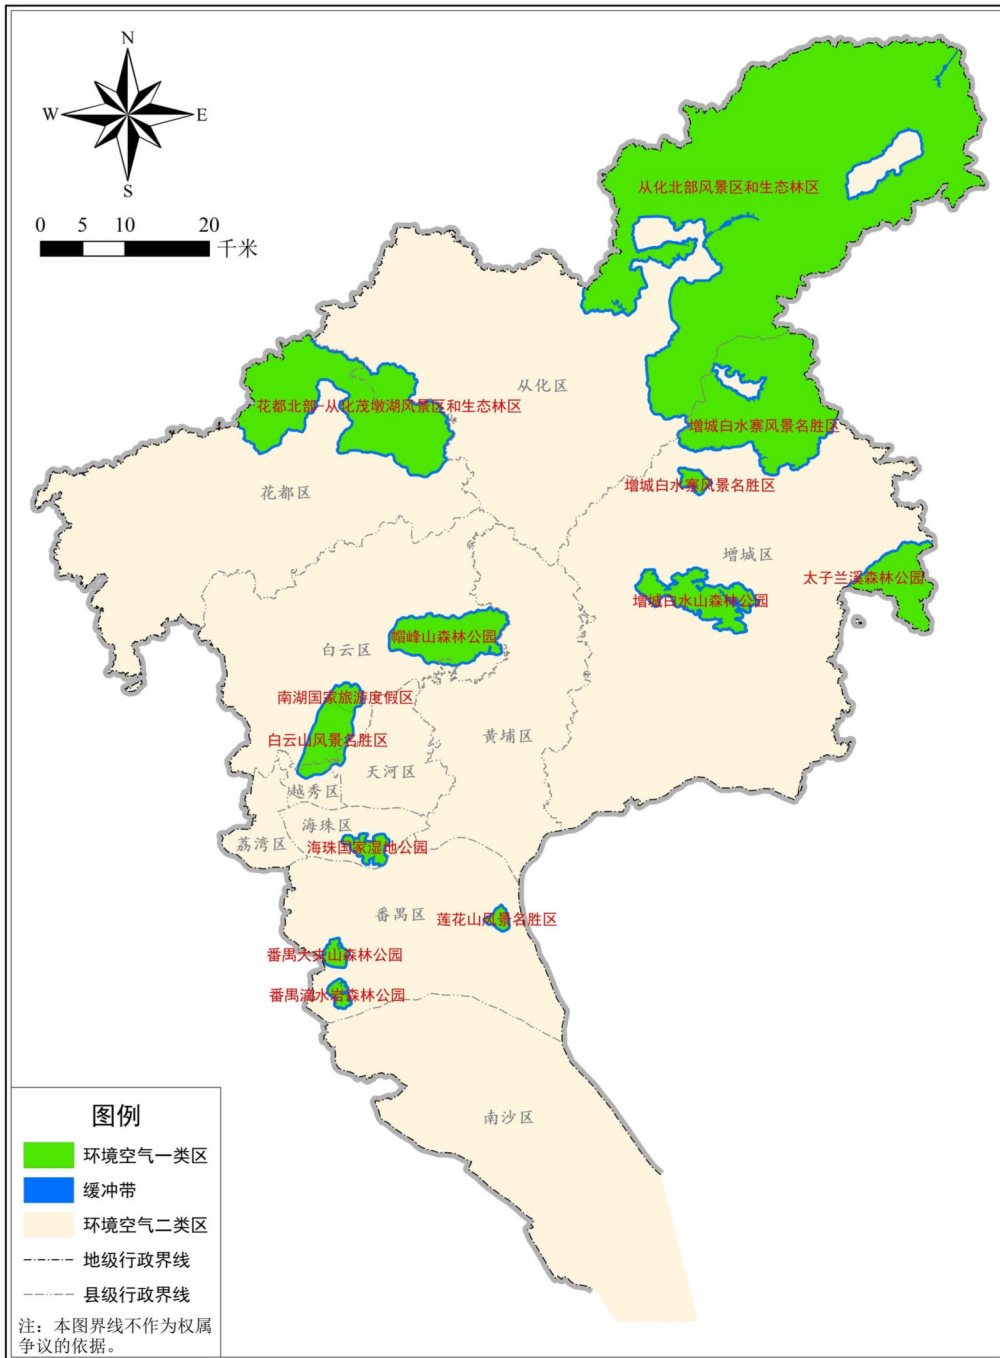 N
W E
S
0 5 10 20
千米
从化北部风景区和生态林区
从化区
花都北部-从化茂墩湖风景区和生态林区
增城白水寨风景名胜区
增城白水寨风景名胜区
花都区
增城区
太子兰溪森林公园
增城白水山森林公园
帽峰山森林公园
白云区
南湖国家旅游度假区
白云山风景名胜区
黄埔区
天河区
越秀区
海珠区
荔湾区
海珠国家湿地公园
番禺区
莲花山风景名胜区
番禺大夫山森林公园
番禺滴水岩森林公园
南沙区
图例
环境空气一类区
缓冲带
环境空气二类区
地级行政界线
县级行政界线
注：本图界线不作为权属
争议的依据。